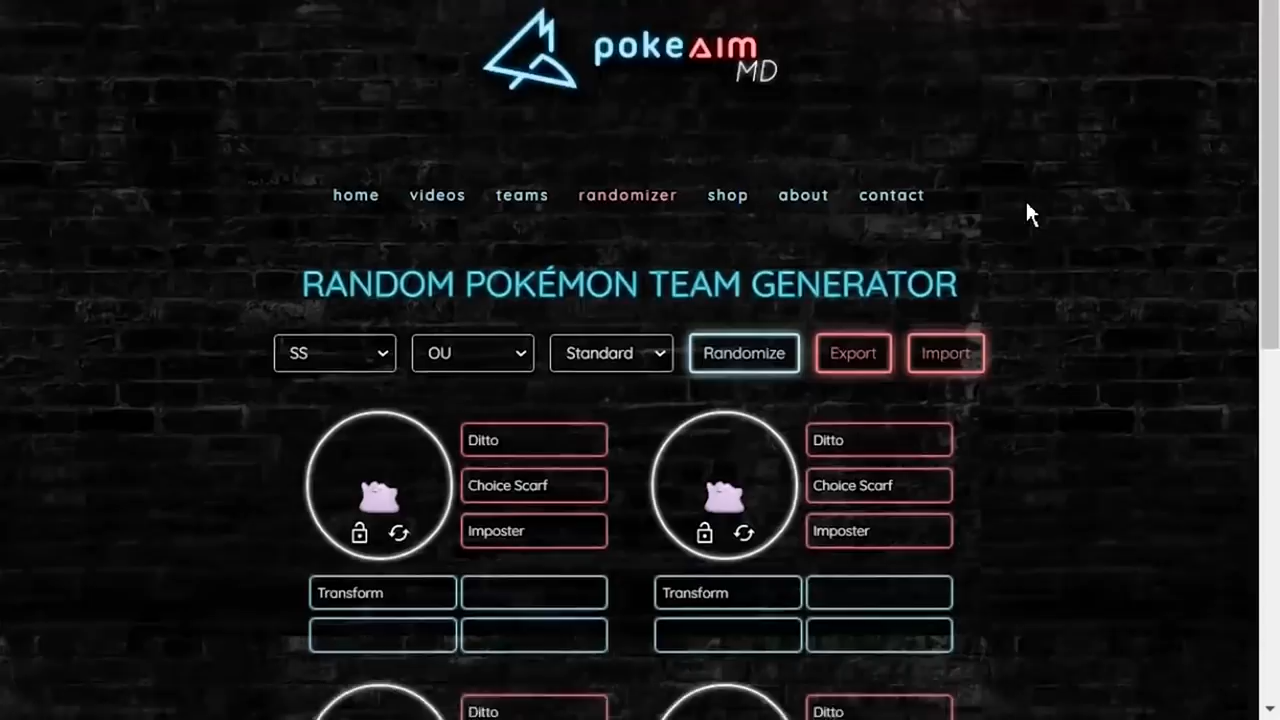 pokeAIM
MD
home videos teams randomizer shop about contact
RANDOM POKÉMON TEAM GENERATOR
SS OU Standard Randomize Export Import
Ditto Ditto
Choice Scarf Choice Scarf
Imposter Imposter
Transform Transform
Ditto Ditto